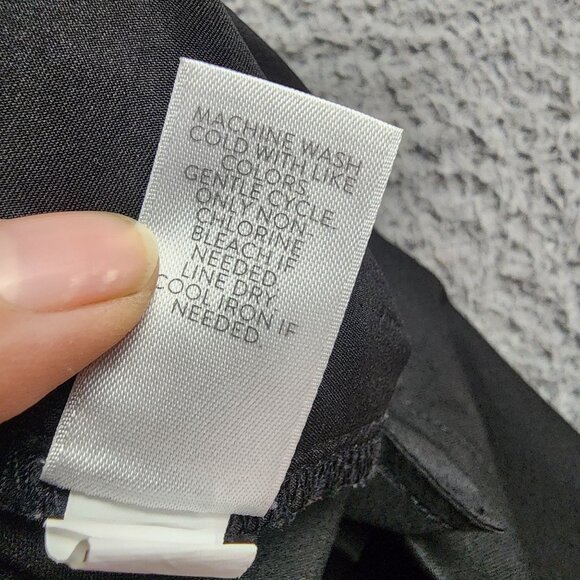 MACHINE WASH
COLD WITH LIKE
COLORS.
GENTLE CYCLE.
ONLY NON-
CHLORINE
BLEACH IF
NEEDED
LINE DRY
COOL IRON IF
NEEDED